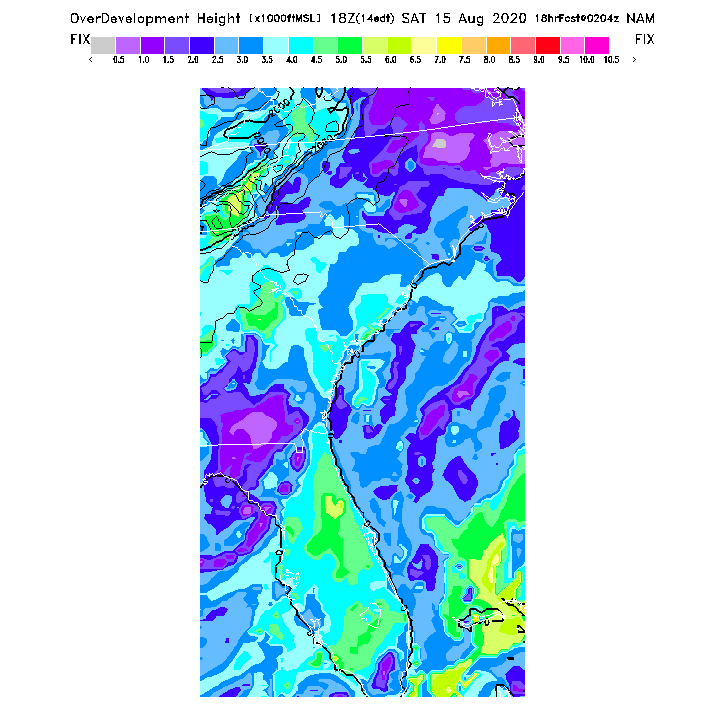 OverDevelopment Height [x1000ftMSL] 18Z(14edt) SAT 15 Aug 2020 18hrFcst@0204z NAM
FIX FIX
< 0.5 1.0 1.5 2.0 2.5 3.0 3.5 4.0 4.5 5.0 5.5 6.0 6.5 7.0 7.5 8.0 8.5 9.0 9.5 10.0 10.5 >
2000